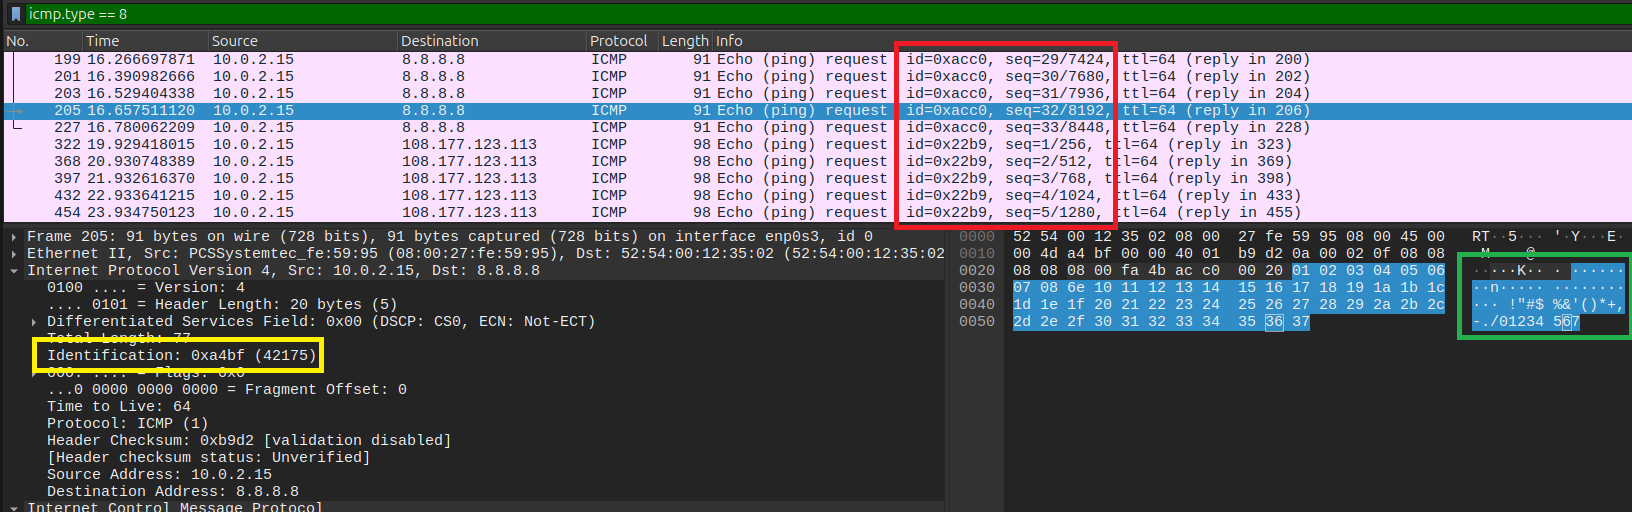 icmp.type == 8
No. Time Source Destination Protocol Length Info
199 16.266697871 10.0.2.15 8.8.8.8 ICMP 91 Echo (ping) request id=0xacc0, seq=29/7424, ttl=64 (reply in 200)
201 16.390982666 10.0.2.15 8.8.8.8 ICMP 91 Echo (ping) request id=0xacc0, seq=30/7680, ttl=64 (reply in 202)
203 16.529404338 10.0.2.15 8.8.8.8 ICMP 91 Echo (ping) request id=0xacc0, seq=31/7936, ttl=64 (reply in 204)
205 16.657511120 10.0.2.15 8.8.8.8 ICMP 91 Echo (ping) request id=0xacc0, seq=32/8192, ttl=64 (reply in 206)
227 16.780062209 10.0.2.15 8.8.8.8 ICMP 91 Echo (ping) request id=0xacc0, seq=33/8448, ttl=64 (reply in 228)
322 19.929418015 10.0.2.15 108.177.123.113 ICMP 98 Echo (ping) request id=0x22b9, seq=1/256, ttl=64 (reply in 323)
368 20.930748389 10.0.2.15 108.177.123.113 ICMP 98 Echo (ping) request id=0x22b9, seq=2/512, ttl=64 (reply in 369)
397 21.932616370 10.0.2.15 108.177.123.113 ICMP 98 Echo (ping) request id=0x22b9, seq=3/768, ttl=64 (reply in 398)
432 22.933641215 10.0.2.15 108.177.123.113 ICMP 98 Echo (ping) request id=0x22b9, seq=4/1024, ttl=64 (reply in 433)
454 23.934750123 10.0.2.15 108.177.123.113 ICMP 98 Echo (ping) request id=0x22b9, seq=5/1280, ttl=64 (reply in 455)
Frame 205: 91 bytes on wire (728 bits), 91 bytes captured (728 bits) on interface enp0s3, id 0
Ethernet II, Src: PCSSystemtec_fe:59:95 (08:00:27:fe:59:95), Dst: 52:54:00:12:35:02 (52:54:00:12:35:02
Internet Protocol Version 4, Src: 10.0.2.15, Dst: 8.8.8.8
0100 .... = Version: 4
.... 0101 = Header Length: 20 bytes (5)
Differentiated Services Field: 0x00 (DSCP: CS0, ECN: Not-ECT)
Total Length: 77
Identification: 0xa4bf (42175)
000. .... = Flags: 0x0
...0 0000 0000 0000 = Fragment Offset: 0
Time to Live: 64
Protocol: ICMP (1)
Header Checksum: 0xb9d2 [validation disabled]
[Header checksum status: Unverified]
Source Address: 10.0.2.15
Destination Address: 8.8.8.8
Internet Control Message Protocol
0000 52 54 00 12 35 02 08 00 27 fe 59 95 08 00 45 00 RT··5··· '·Y···E·
0010 00 4d a4 bf 00 00 40 01 b9 d2 0a 00 02 0f 08 08 ·M····@· ········
0020 08 08 08 00 fa 4b ac c0 00 20 01 02 03 04 05 06 ·····K·· · ······
0030 07 08 6e 10 11 12 13 14 15 16 17 18 19 1a 1b 1c ··n····· ········
0040 1d 1e 1f 20 21 22 23 24 25 26 27 28 29 2a 2b 2c ··· !"#$ %&'()*+,
0050 2d 2e 2f 30 31 32 33 34 35 36 37 -./01234 567